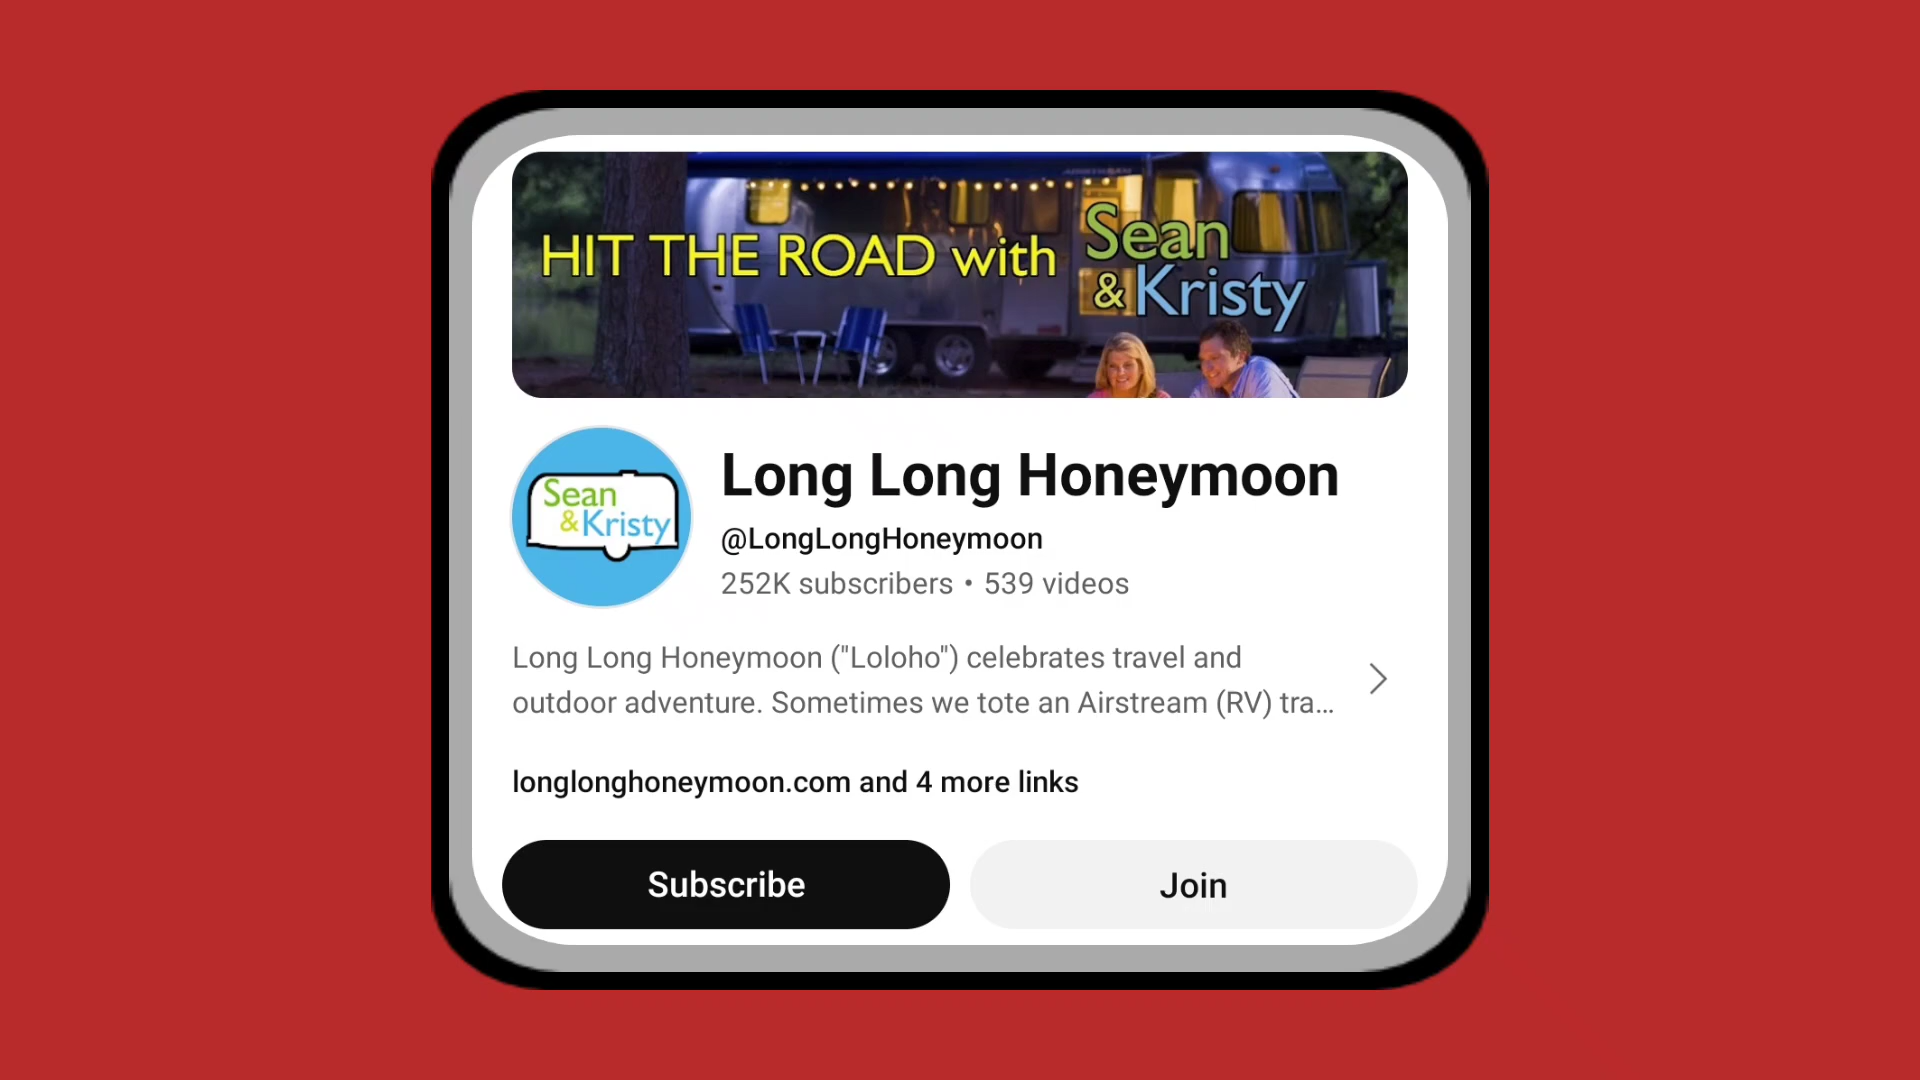 HIT THE ROAD with Sean
& Kristy
Sean
& Kristy
Long Long Honeymoon
@LongLongHoneymoon
252K subscribers • 539 videos
Long Long Honeymoon ("Loloho") celebrates travel and
outdoor adventure. Sometimes we tote an Airstream (RV) tra...
longlonghoneymoon.com and 4 more links
Subscribe
Join